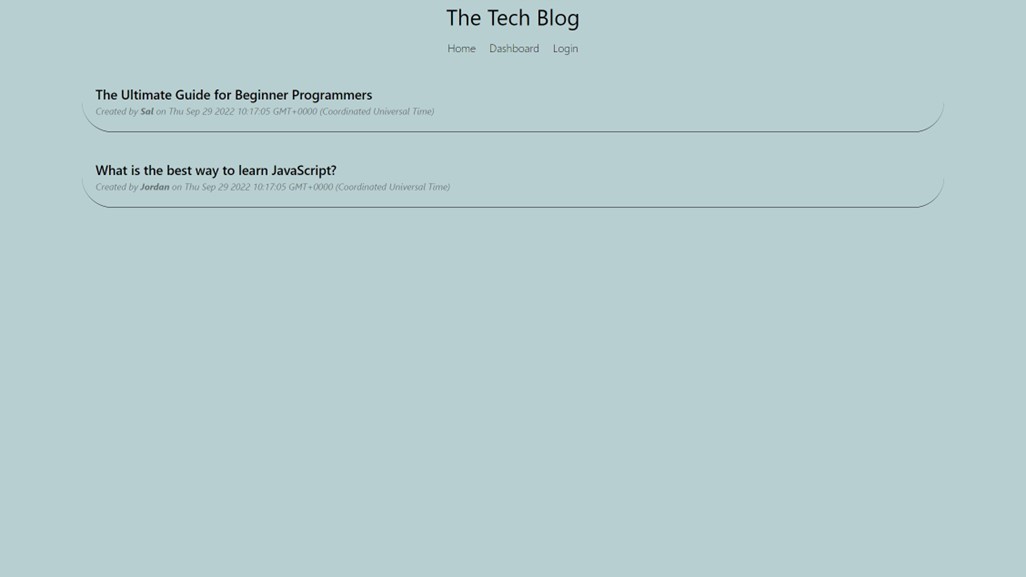 The Tech Blog
Home Dashboard Login
The Ultimate Guide for Beginner Programmers
Created by Sal on Thu Sep 29 2022 10:17:05 GMT+0000 (Coordinated Universal Time)
What is the best way to learn JavaScript?
Created by Jordan on Thu Sep 29 2022 10:17:05 GMT+0000 (Coordinated Universal Time)